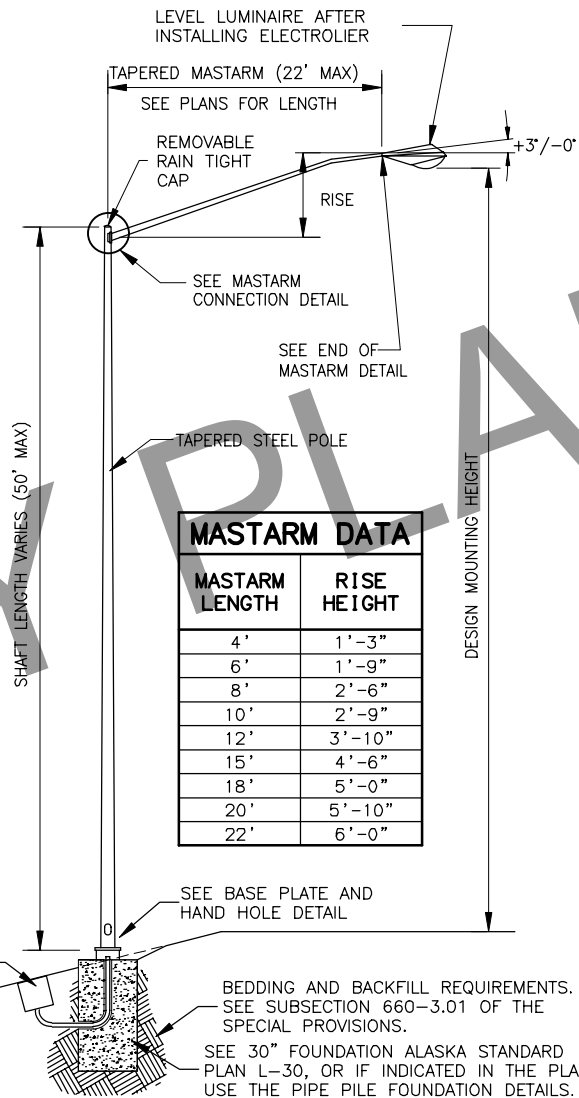 LEVEL LUMINAIRE AFTER
INSTALLING ELECTROLIER
TAPERED MASTARM (22' MAX)
SEE PLANS FOR LENGTH
+3°/-0°
REMOVABLE
RAIN TIGHT
CAP
RISE
SEE MASTARM
CONNECTION DETAIL
SEE END OF
MASTARM DETAIL
TAPERED STEEL POLE
SHAFT LENGTH VARIES (50' MAX)
DESIGN MOUNTING HEIGHT
Y PLA
MASTARM DATA
MASTARM RISE
LENGTH HEIGHT
4' 1'-3"
6' 1'-9"
8' 2'-6"
10' 2'-9"
12' 3'-10"
15' 4'-6"
18' 5'-0"
20' 5'-10"
22' 6'-0"
SEE BASE PLATE AND
HAND HOLE DETAIL
BEDDING AND BACKFILL REQUIREMENTS.
SEE SUBSECTION 660-3.01 OF THE
SPECIAL PROVISIONS.
SEE 30" FOUNDATION ALASKA STANDARD
PLAN L-30, OR IF INDICATED IN THE PLA
USE THE PIPE PILE FOUNDATION DETAILS.